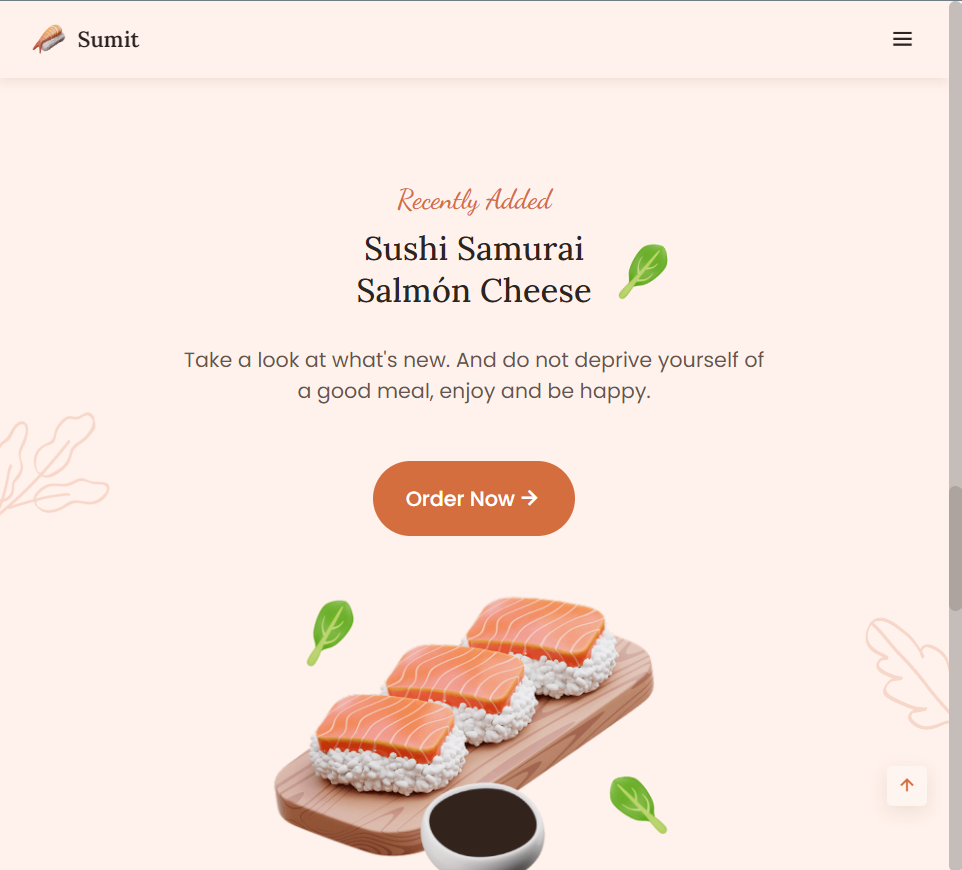 Sumit
Recently Added
Sushi Samurai
Salmón Cheese
Take a look at what's new. And do not deprive yourself of
a good meal, enjoy and be happy.
Order Now →